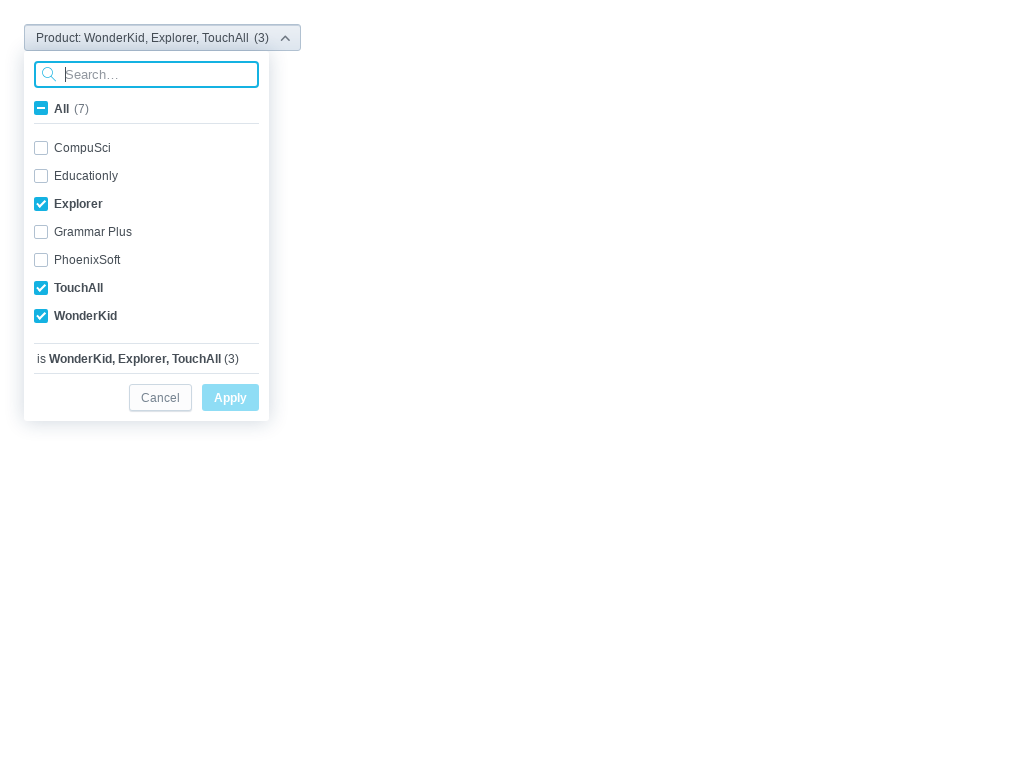 Product: WonderKid, Explorer, TouchAll (3)
Search…
All (7)
CompuSci
Educationly
Explorer
Grammar Plus
PhoenixSoft
TouchAll
WonderKid
is WonderKid, Explorer, TouchAll (3)
Cancel Apply